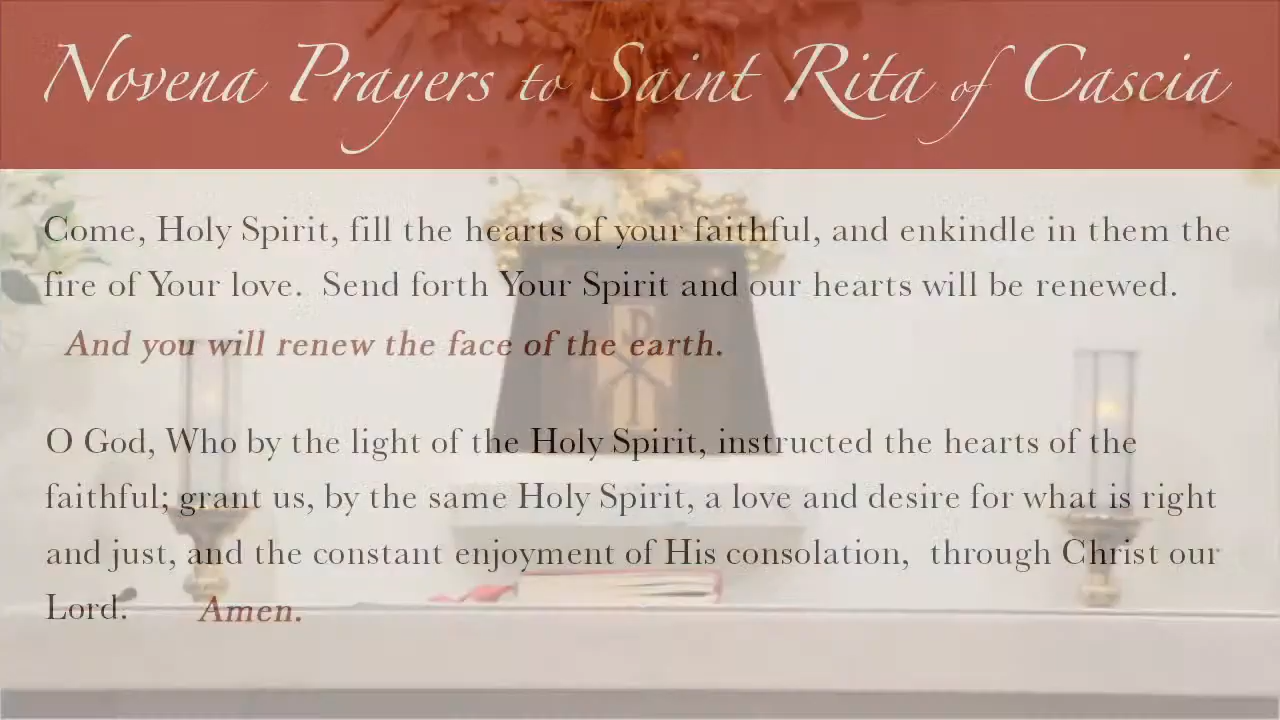 Novena Prayers to Saint Rita of Cascia
Come, Holy Spirit, fill the hearts of your faithful, and enkindle in them the
fire of Your love. Send forth Your Spirit and our hearts will be renewed.
And you will renew the face of the earth.
O God, Who by the light of the Holy Spirit, instructed the hearts of the
faithful; grant us, by the same Holy Spirit, a love and desire for what is right
and just, and the constant enjoyment of His consolation, through Christ our
Lord. Amen.